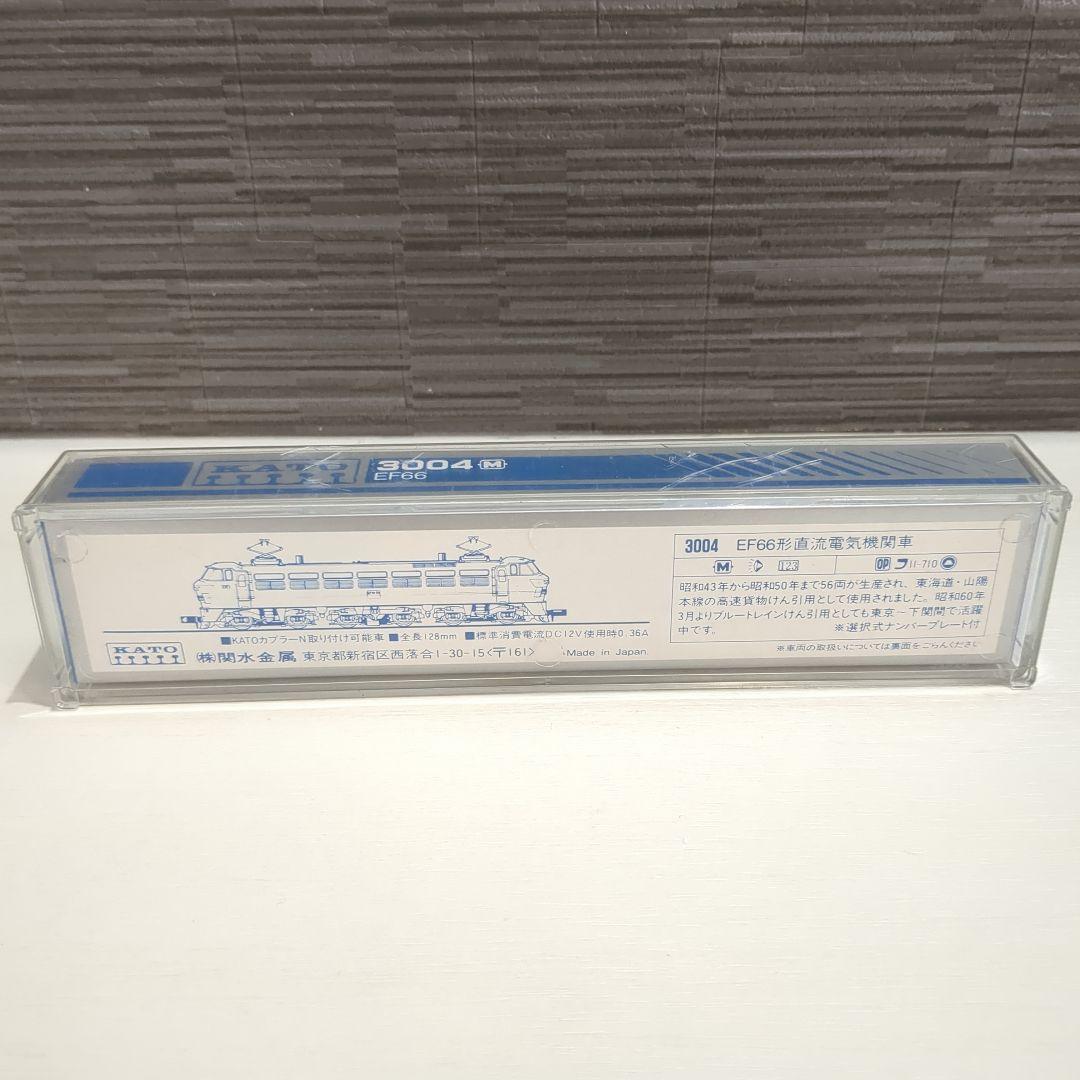 KATO 3004 M
EF66
3004 EF66形直流電気機関車
M 123 OP フ11-710
昭和43年から昭和50年まで56両が生産され、東海道・山陽
本線の高速貨物けん引用として使用されました。昭和60年
3月よりブルートレインけん引用としても東京〜下関間で活躍
中です。 ※選択式ナンバープレート付
※車両の取扱いについては裏面をごらんください
■KATOカプラーN取り付け可能車 ■全長128mm ■標準消費電流DC12V使用時0.36A
KATO (株)関水金属 東京都新宿区西落合1-30-15<〒161> Made in Japan.